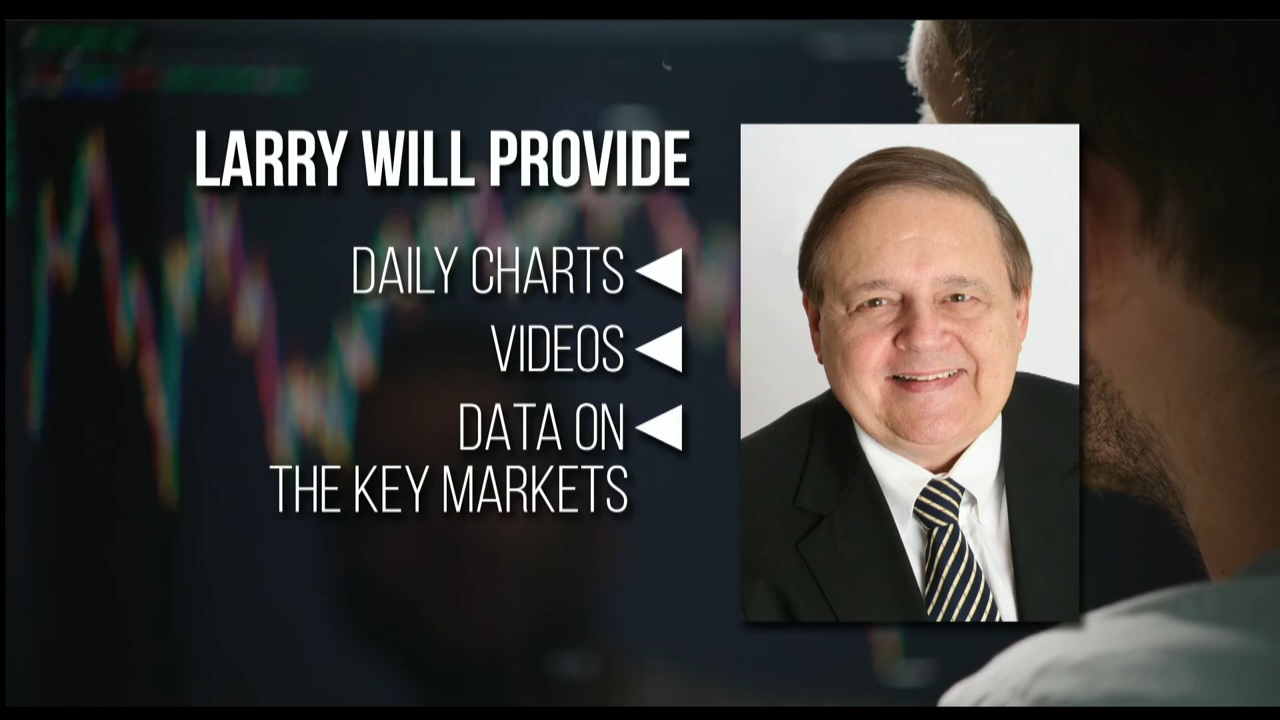 LARRY WILL PROVIDE
DAILY CHARTS
VIDEOS
DATA ON
THE KEY MARKETS